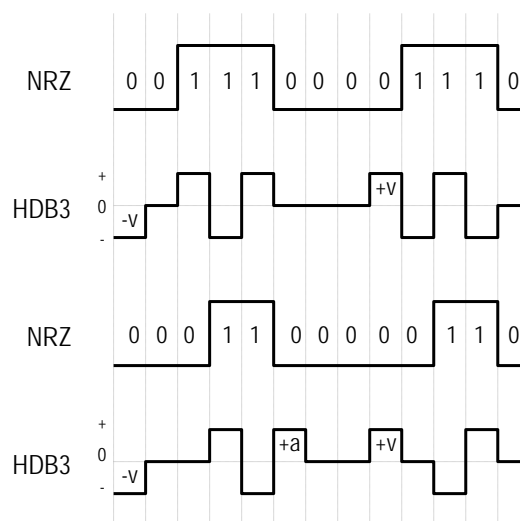 NRZ 0 0 1 1 1 0 0 0 0 1 1 1 0
+
HDB3 0 -v +v
-
NRZ 0 0 0 1 1 0 0 0 0 0 1 1 0
+
HDB3 0 -v +a +v
-